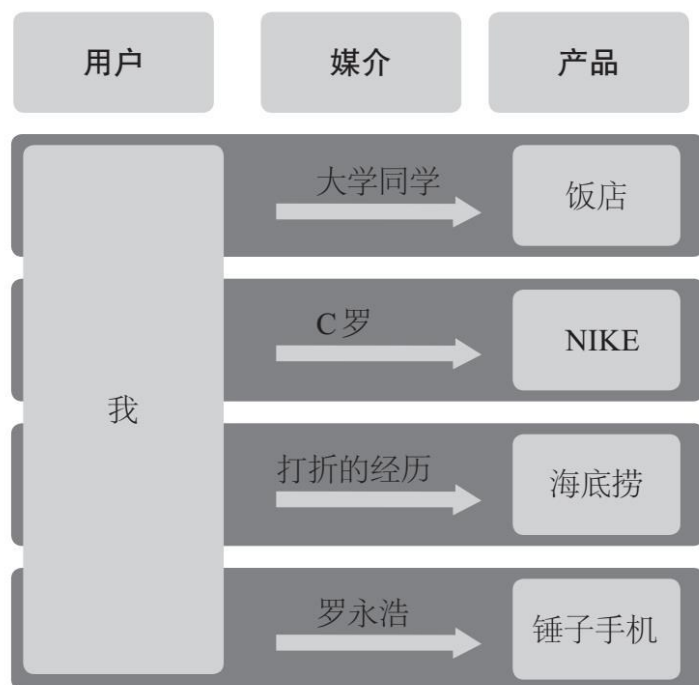 用户 媒介 产品
大学同学 饭店
C罗 NIKE
我
打折的经历 海底捞
罗永浩 锤子手机